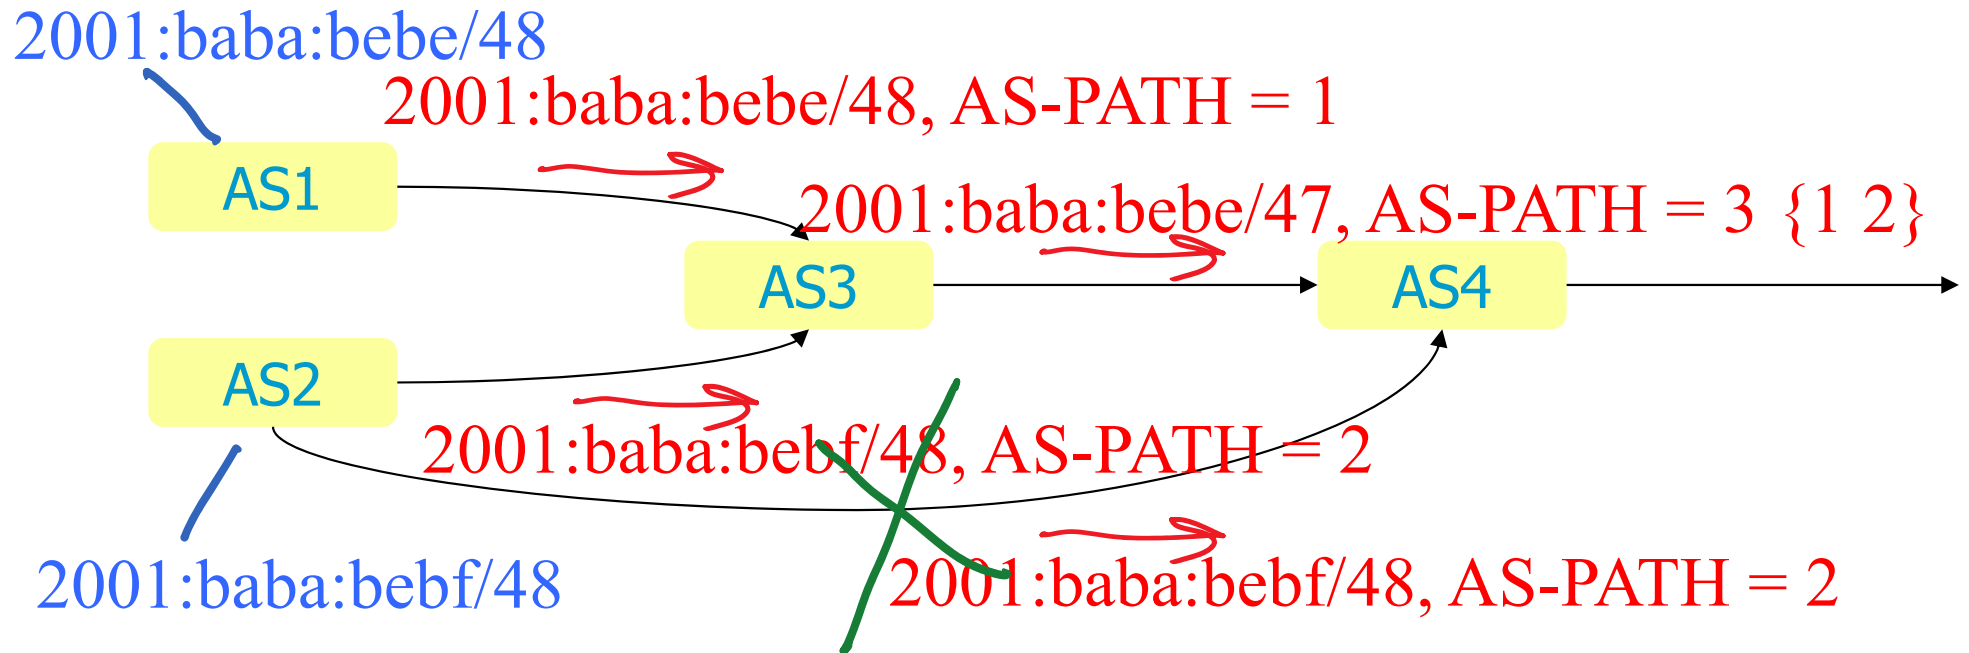 2001:baba:bebe/48
2001:baba:bebe/48, AS-PATH = 1
AS1
2001:baba:bebe/47, AS-PATH = 3 {1 2}
AS3
AS4
AS2
2001:baba:bebf/48, AS-PATH = 2
2001:baba:bebf/48
2001:baba:bebf/48, AS-PATH = 2